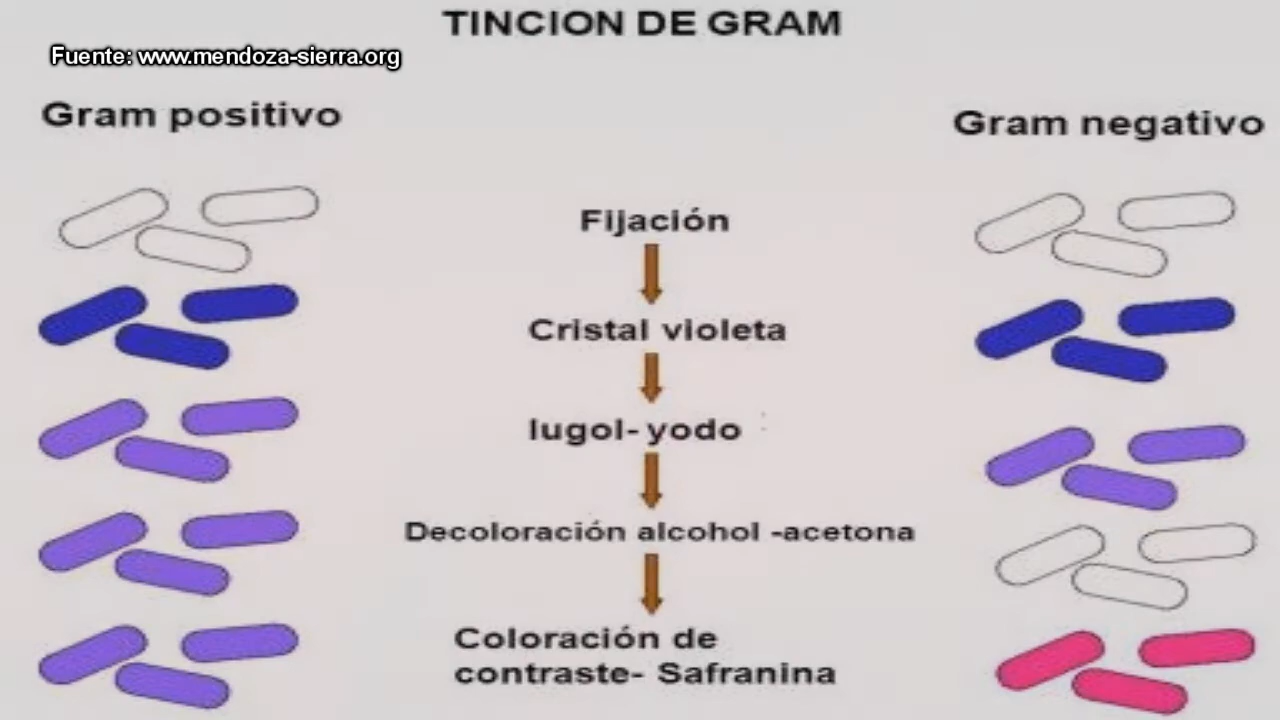 TINCION DE GRAM
Fuente: www.mendoza-sierra.org
Gram positivo
Gram negativo
Fijación
Cristal violeta
lugol- yodo
Decoloración alcohol -acetona
Coloración de
contraste- Safranina